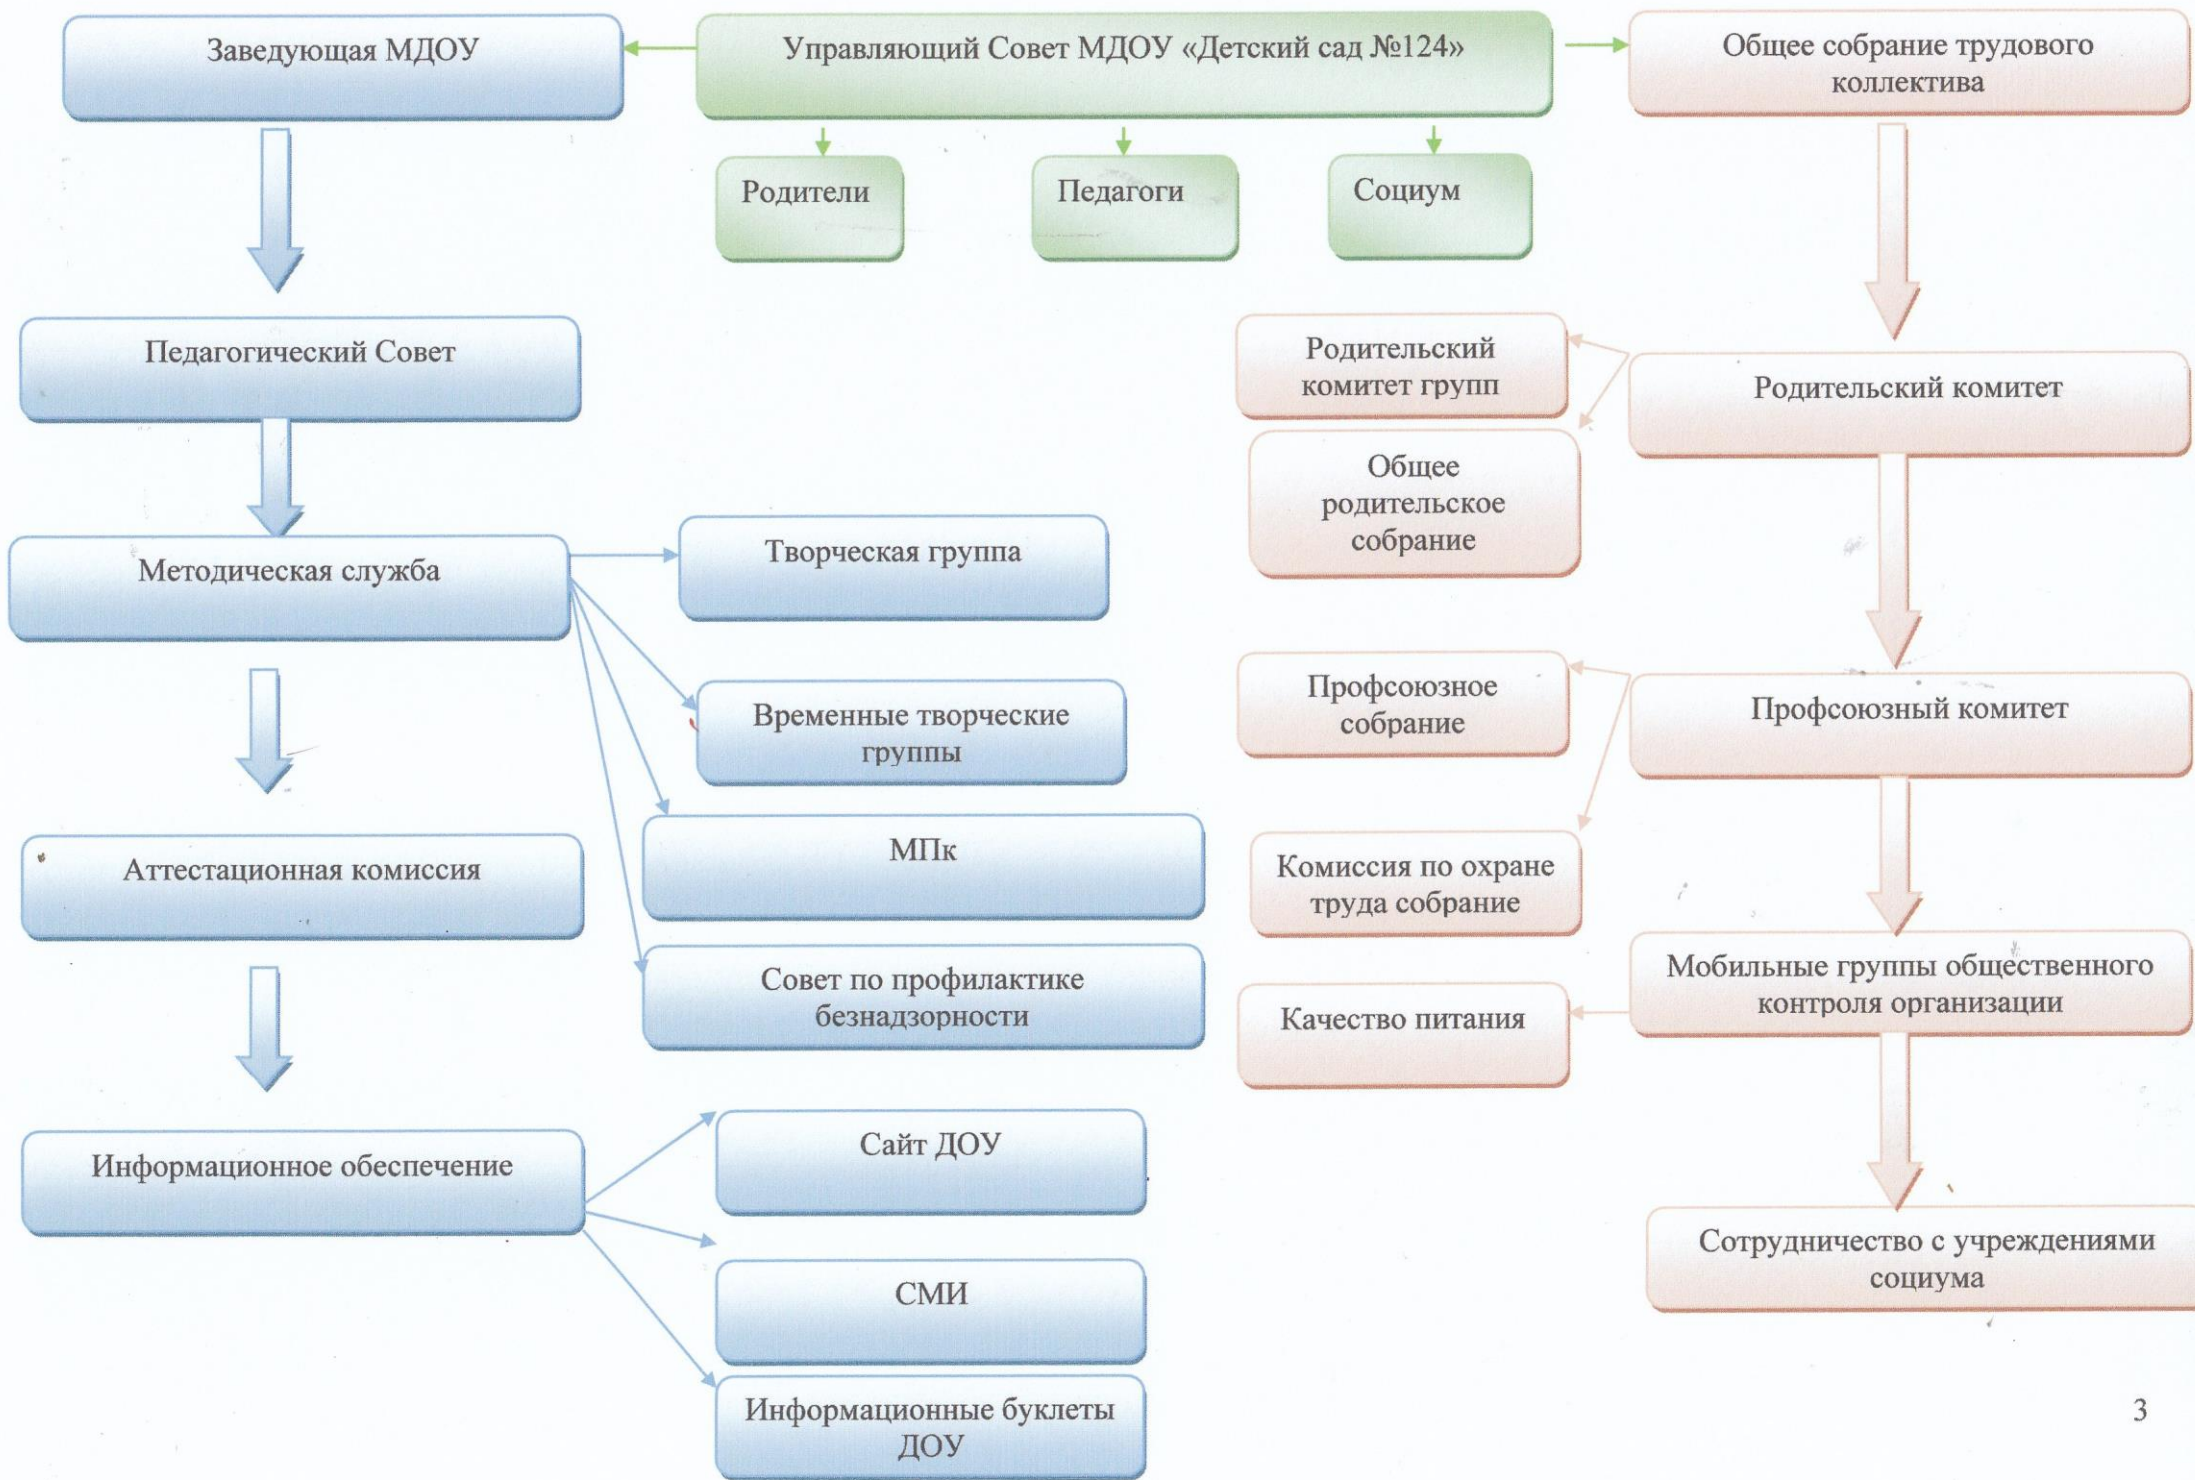 Заведующая МДОУ
Управляющий Совет МДОУ «Детский сад №124»
Общее собрание трудового
коллектива
Родители
Педагоги
Социум
Педагогический Совет
Родительский
комитет групп
Родительский комитет
Общее
родительское
собрание
Методическая служба
Творческая группа
Временные творческие
группы
Профсоюзное
собрание
Профсоюзный комитет
МПк
Аттестационная комиссия
Комиссия по охране
труда собрание
Совет по профилактике
безнадзорности
Мобильные группы общественного
контроля организации
Качество питания
Информационное обеспечение
Сайт ДОУ
СМИ
Информационные буклеты
ДОУ
Сотрудничество с учреждениями
социума
3